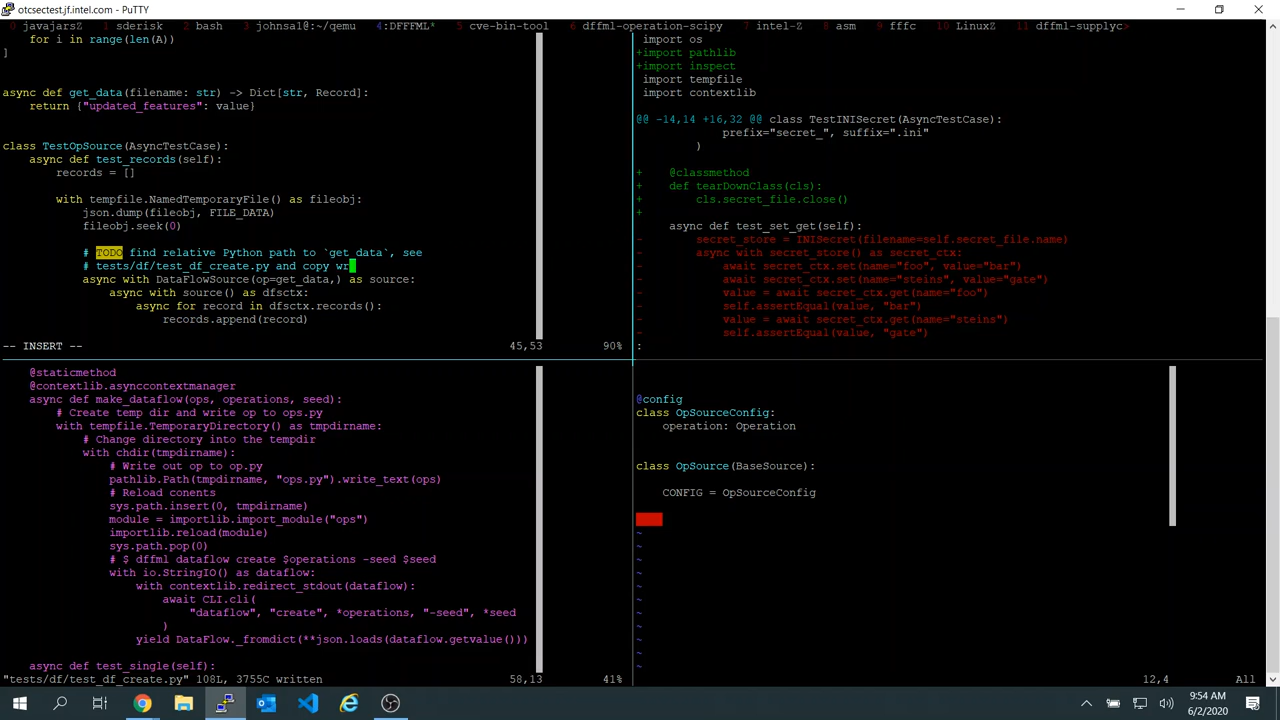 otcsectest.jf.intel.com - PuTTY
0 javajarsZ 1 sderisk 2 bash johnsa1@:~/qemu 4:DFFFML* 5 cve-bin-tool 6 dffml-operation-scipy 7 intel-Z 8 asm 9 fffc 10 LinuxZ 11 dffml-supplyc>
for i in range(len(A))
]
async def get_data(filename: str) -> Dict[str, Record]:
return {"updated_features": value}
class TestOpSource(AsyncTestCase):
async def test_records(self):
records = []
with tempfile.NamedTemporaryFile() as fileobj:
json.dump(fileobj, FILE_DATA)
fileobj.seek(0)
# TODO find relative Python path to `get_data`, see
# tests/df/test_df_create.py and copy wr
async with DataFlowSource(op=get_data,) as source:
async with source() as dfsctx:
async for record in dfsctx.records():
records.append(record)
-- INSERT -- 45,53 90%
import os
+import pathlib
+import inspect
import tempfile
import contextlib
@@ -14,14 +16,32 @@ class TestINISecret(AsyncTestCase):
prefix="secret_", suffix=".ini"
)
+ @classmethod
+ def tearDownClass(cls):
+ cls.secret_file.close()
+
async def test_set_get(self):
- secret_store = INISecret(filename=self.secret_file.name)
- async with secret_store() as secret_ctx:
- await secret_ctx.set(name="foo", value="bar")
- await secret_ctx.set(name="steins", value="gate")
- value = await secret_ctx.get(name="foo")
- self.assertEqual(value, "bar")
- value = await secret_ctx.get(name="steins")
- self.assertEqual(value, "gate")
:
@staticmethod
@contextlib.asynccontextmanager
async def make_dataflow(ops, operations, seed):
# Create temp dir and write op to ops.py
with tempfile.TemporaryDirectory() as tmpdirname:
# Change directory into the tempdir
with chdir(tmpdirname):
# Write out op to op.py
pathlib.Path(tmpdirname, "ops.py").write_text(ops)
# Reload conents
sys.path.insert(0, tmpdirname)
module = importlib.import_module("ops")
importlib.reload(module)
sys.path.pop(0)
# $ dffml dataflow create $operations -seed $seed
with io.StringIO() as dataflow:
with contextlib.redirect_stdout(dataflow):
await CLI.cli(
"dataflow", "create", *operations, "-seed", *seed
)
yield DataFlow._fromdict(**json.loads(dataflow.getvalue()))
async def test_single(self):
"tests/df/test_df_create.py" 108L, 3755C written 58,13 41%
@config
class OpSourceConfig:
operation: Operation
class OpSource(BaseSource):
CONFIG = OpSourceConfig
~
~
~
~
~
~
~
~
~
~
~
12,4 All
9:54 AM
6/2/2020